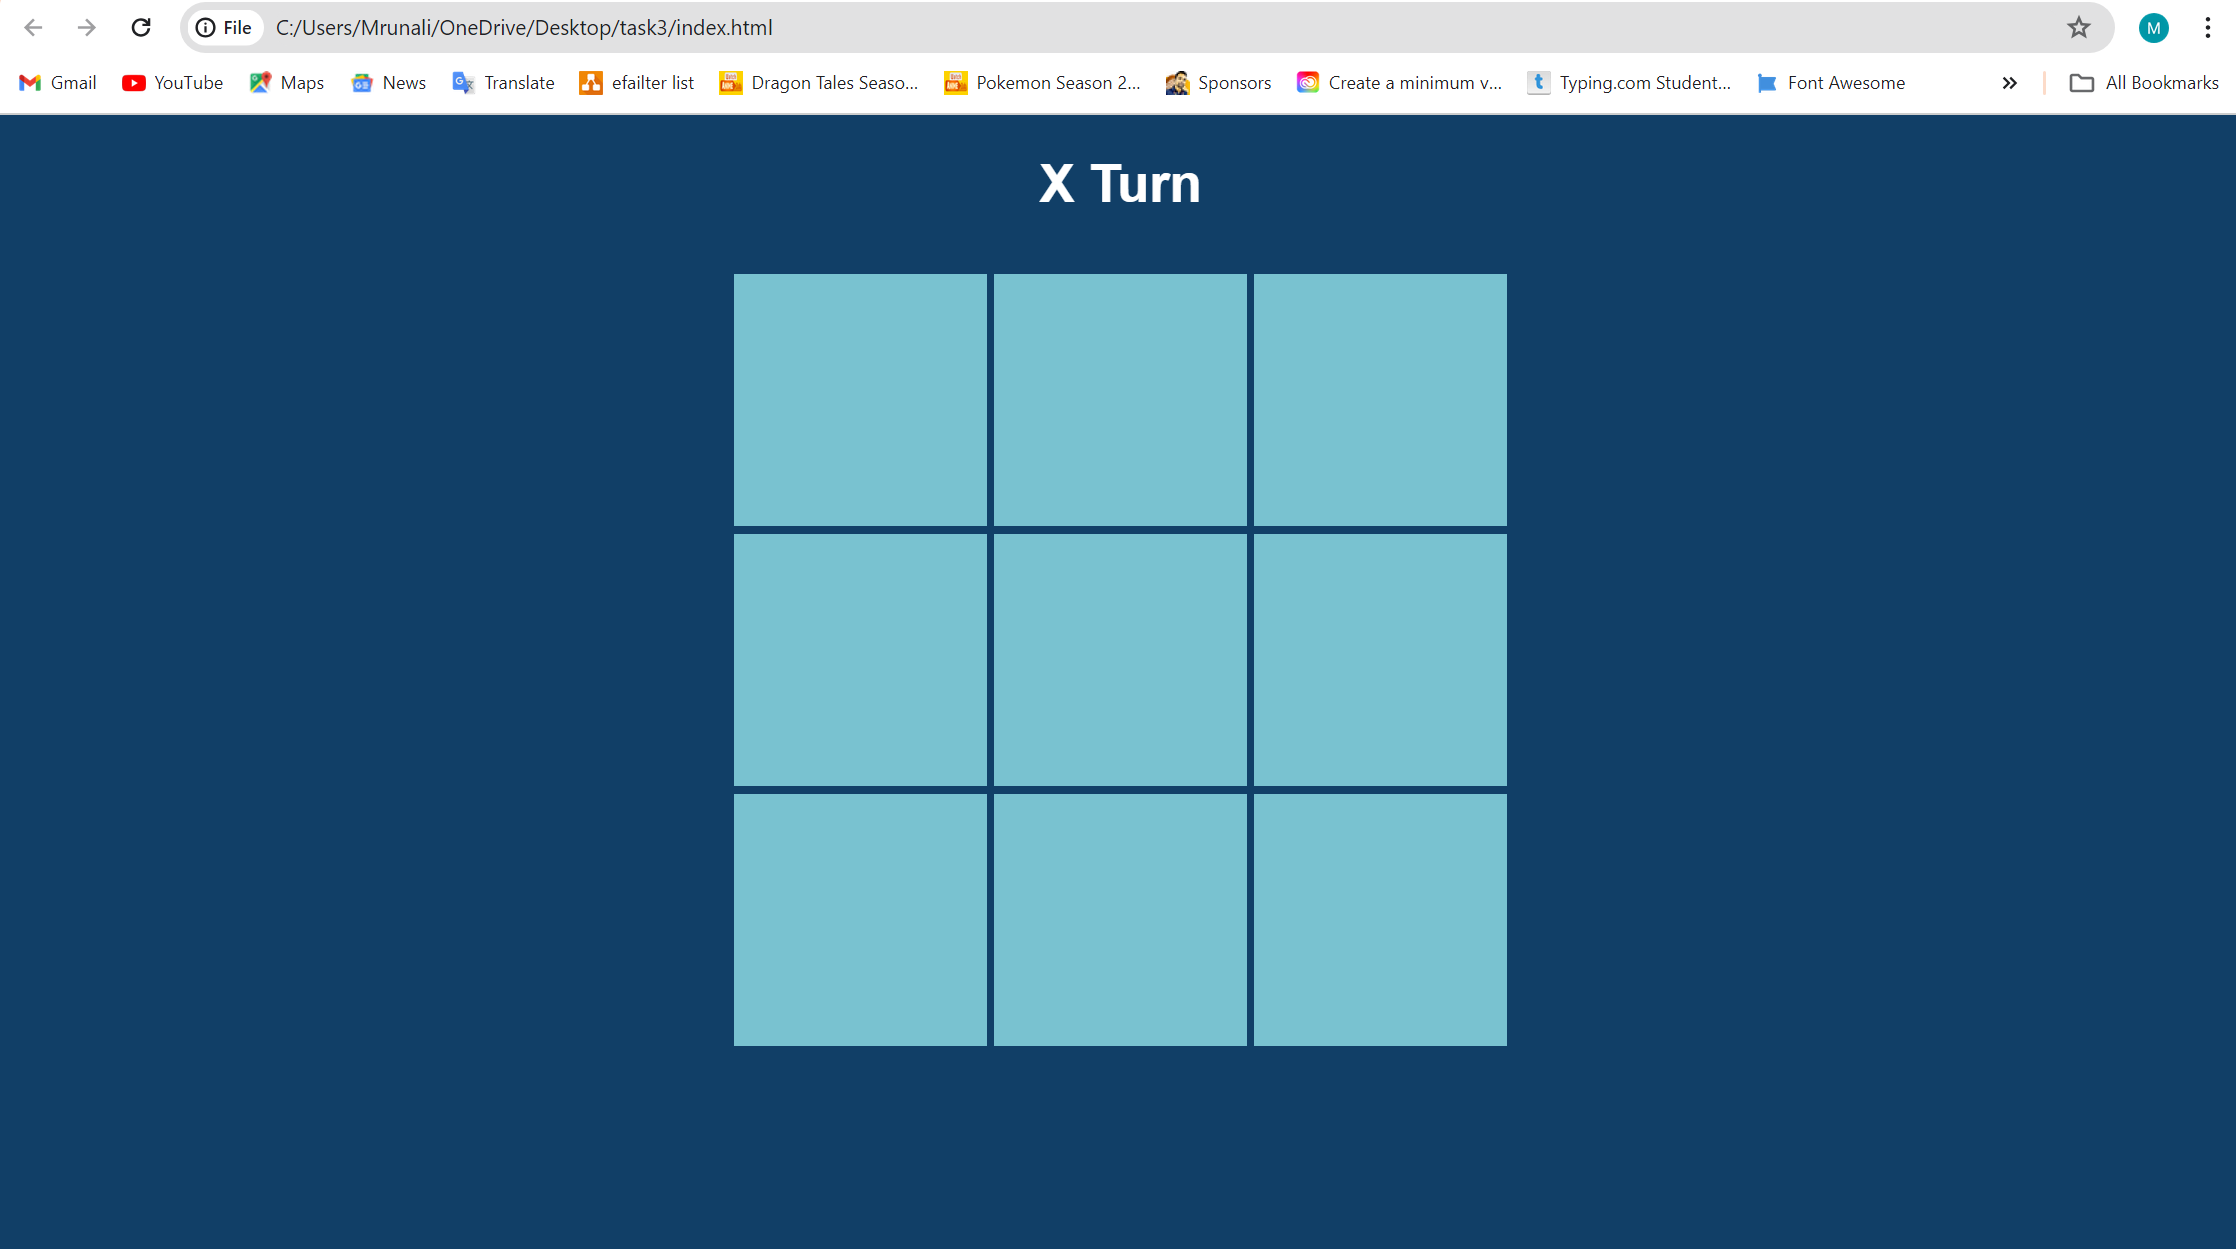 File C:/Users/Mrunali/OneDrive/Desktop/task3/index.html M
Gmail YouTube Maps News Translate efailter list Dragon Tales Seaso... Pokemon Season 2... Sponsors Create a minimum v... Typing.com Student... Font Awesome » All Bookmarks
X Turn